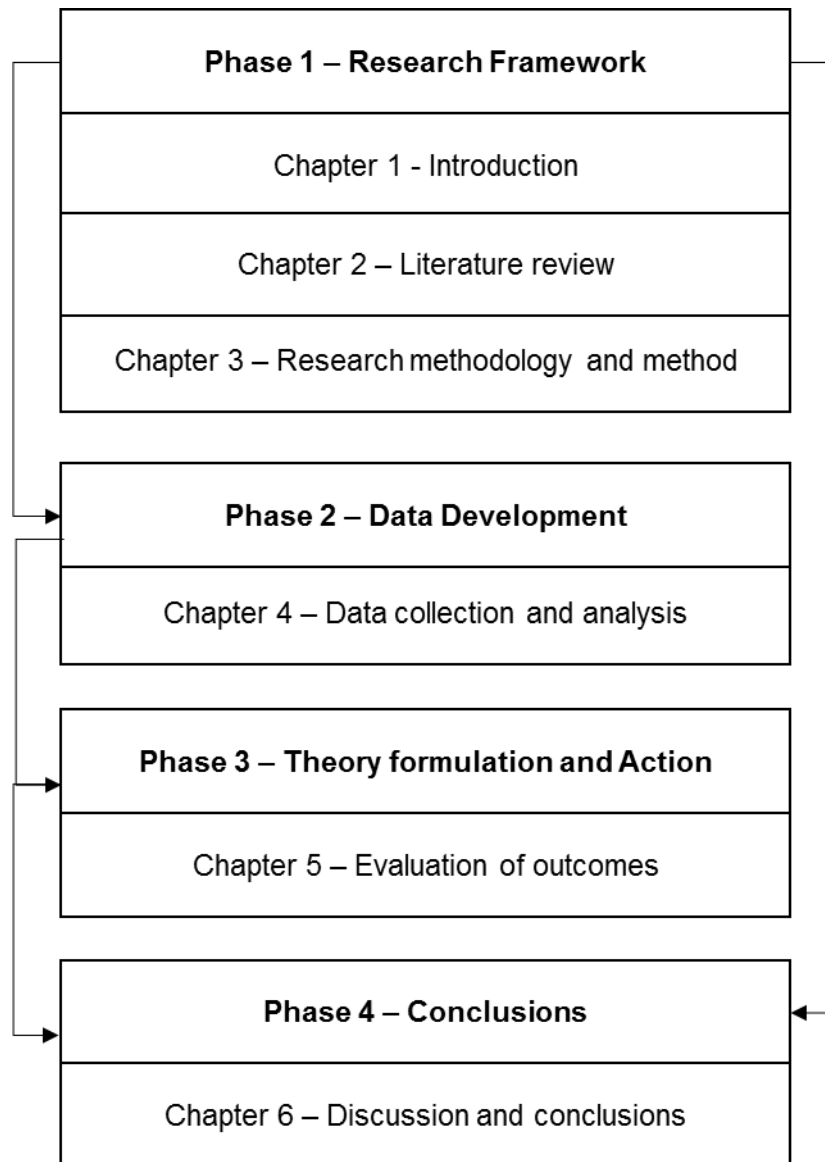 Phase 1 – Research Framework
Chapter 1 - Introduction
Chapter 2 – Literature review
Chapter 3 – Research methodology and method
Phase 2 – Data Development
Chapter 4 – Data collection and analysis
Phase 3 – Theory formulation and Action
Chapter 5 – Evaluation of outcomes
Phase 4 – Conclusions
Chapter 6 – Discussion and conclusions